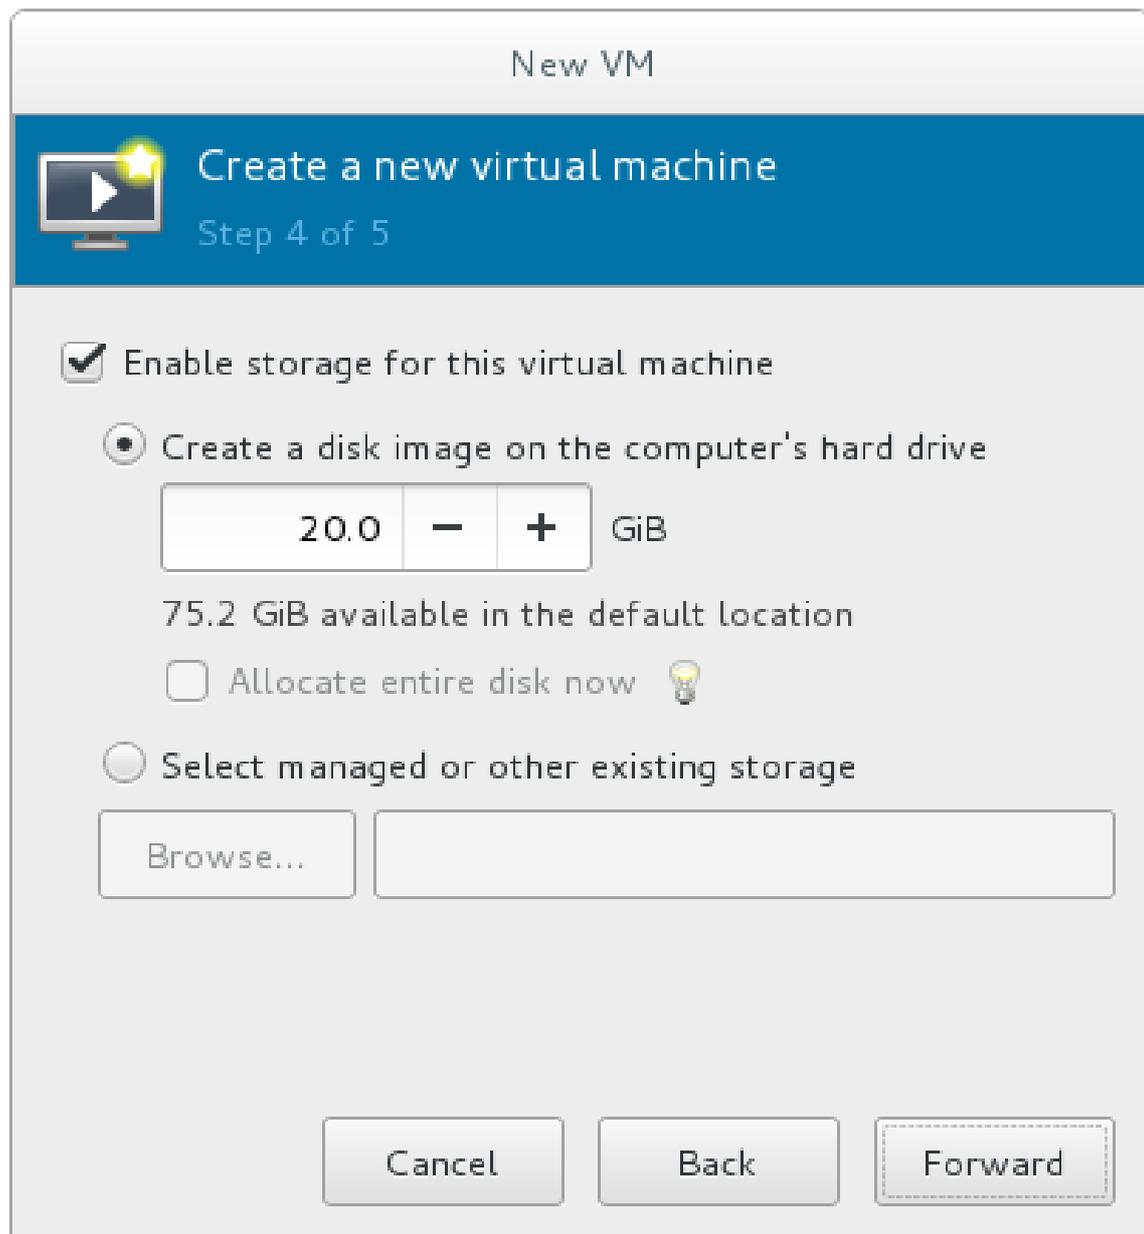 New VM
Create a new virtual machine
Step 4 of 5
Enable storage for this virtual machine
Create a disk image on the computer's hard drive
20.0 − + GiB
75.2 GiB available in the default location
Allocate entire disk now
Select managed or other existing storage
Browse...
Cancel Back Forward